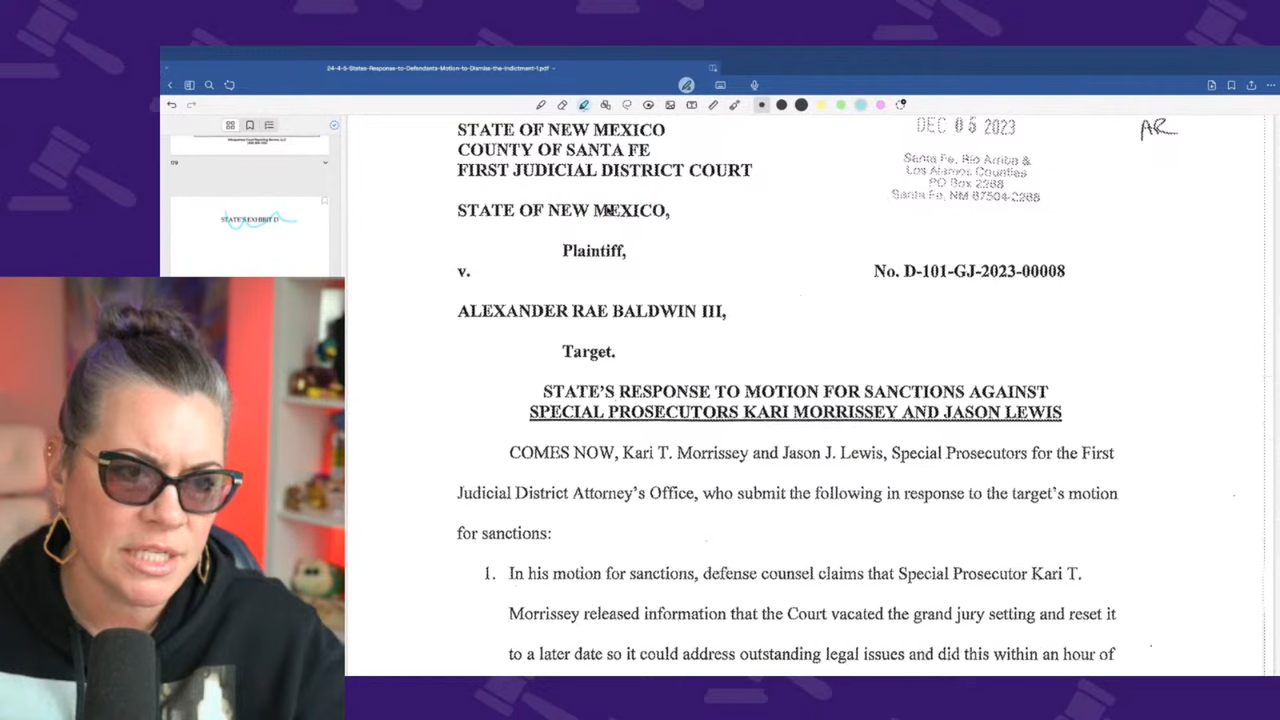 24-4-5-States-Response-to-Defendants-Motion-to-Dismiss-the-Indictment-1.pdf
119
STATE'S EXHIBIT D
STATE OF NEW MEXICO
COUNTY OF SANTA FE
FIRST JUDICIAL DISTRICT COURT
DEC 05 2023
AR
Santa Fe, Rio Arriba &
Los Alamos Counties
PO Box 2268
Santa Fe, NM 87504-2268
STATE OF NEW MEXICO,
Plaintiff,
v.
No. D-101-GJ-2023-00008
ALEXANDER RAE BALDWIN III,
Target.
STATE'S RESPONSE TO MOTION FOR SANCTIONS AGAINST
SPECIAL PROSECUTORS KARI MORRISSEY AND JASON LEWIS
COMES NOW, Kari T. Morrissey and Jason J. Lewis, Special Prosecutors for the First
Judicial District Attorney's Office, who submit the following in response to the target's motion
for sanctions:
1. In his motion for sanctions, defense counsel claims that Special Prosecutor Kari T.
Morrissey released information that the Court vacated the grand jury setting and reset it
to a later date so it could address outstanding legal issues and did this within an hour of